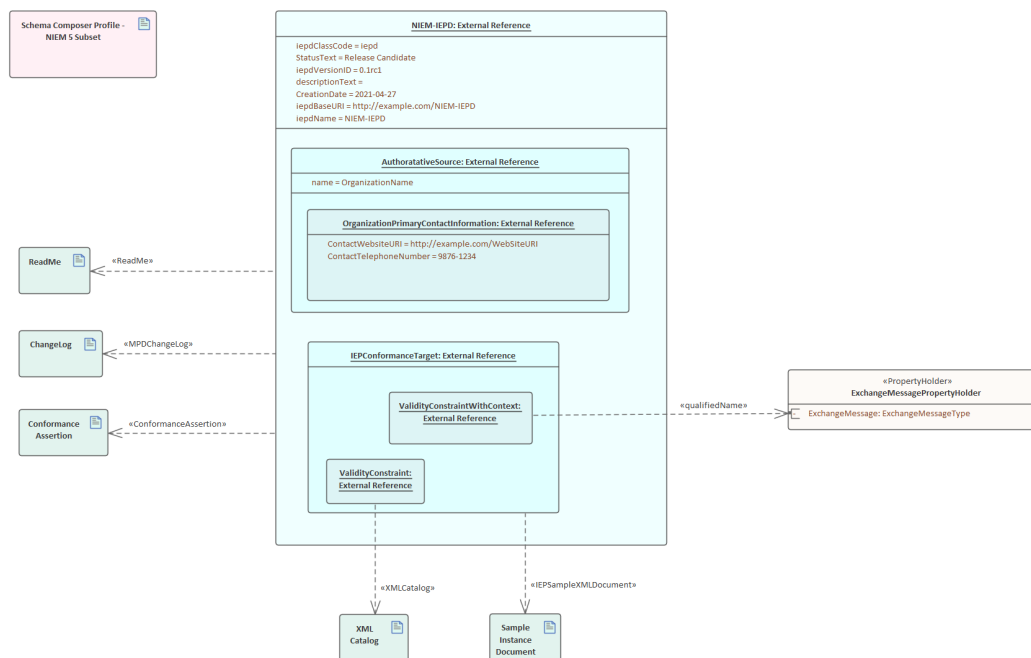 Schema Composer Profile -
NIEM 5 Subset
NIEM-IEPD: External Reference
iepdClassCode = iepd
StatusText = Release Candidate
iepdVersionID = 0.1rc1
descriptionText =
CreationDate = 2021-04-27
iepdBaseURI = http://example.com/NIEM-IEPD
iepdName = NIEM-IEPD
AuthoratativeSource: External Reference
name = OrganizationName
OrganizationPrimaryContactInformation: External Reference
ContactWebsiteURI = http://example.com/WebSiteURI
ContactTelephoneNumber = 9876-1234
ReadMe
«ReadMe»
ChangeLog
«MPDChangeLog»
Conformance
Assertion
«ConformanceAssertion»
IEPConformanceTarget: External Reference
ValidityConstraintWithContext:
External Reference
«qualifiedName»
«PropertyHolder»
ExchangeMessagePropertyHolder
ExchangeMessage: ExchangeMessageType
ValidityConstraint:
External Reference
«XMLCatalog»
«IEPSampleXMLDocument»
XML
Catalog
Sample
Instance
Document